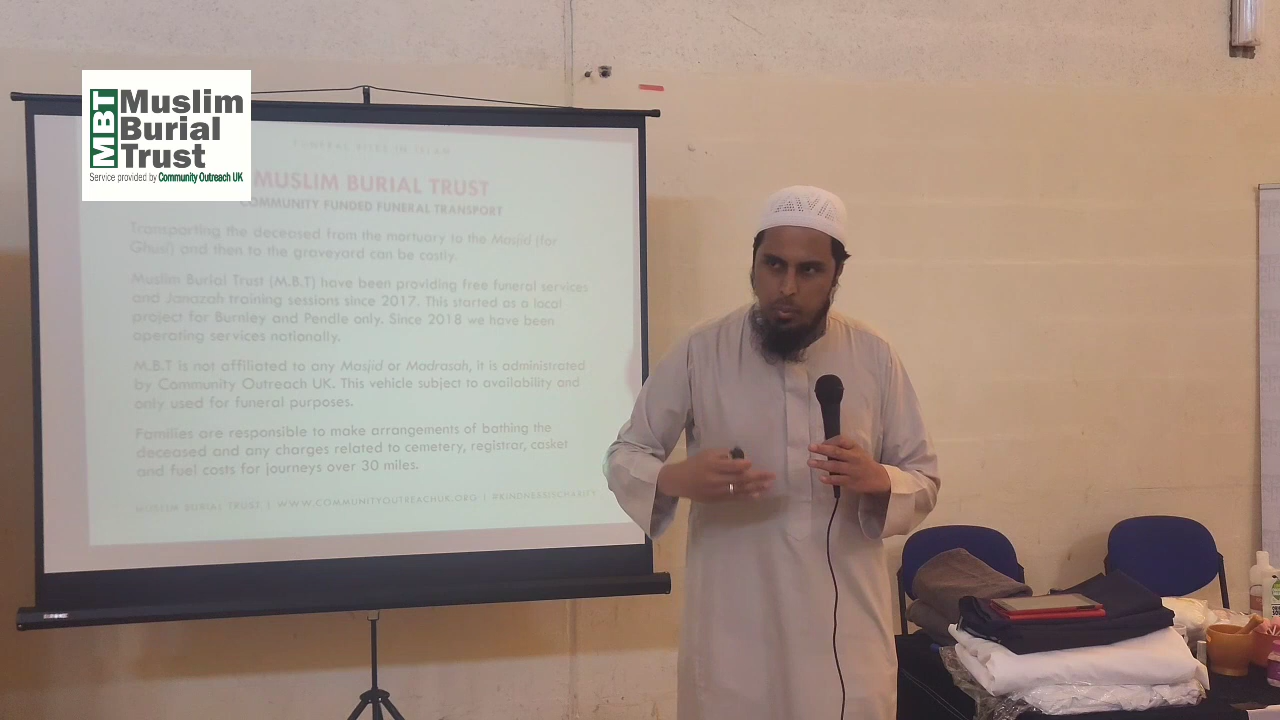 MBT
Muslim
Burial
Trust
Service provided by Community Outreach UK
FUNERAL RITES IN ISLAM
MUSLIM BURIAL TRUST
COMMUNITY FUNDED FUNERAL TRANSPORT
Transporting the deceased from the mortuary to the Masjid (for
Ghusl) and then to the graveyard can be costly.
Muslim Burial Trust (M.B.T) have been providing free funeral services
and Janazah training sessions since 2017. This started as a local
project for Burnley and Pendle only. Since 2018 we have been
operating services nationally.
M.B.T is not affiliated to any Masjid or Madrasah, it is administrated
by Community Outreach UK. This vehicle subject to availability and
only used for funeral purposes.
Families are responsible to make arrangements of bathing the
deceased and any charges related to cemetery, registrar, casket
and fuel costs for journeys over 30 miles.
MUSLIM BURIAL TRUST | WWW.COMMUNITYOUTREACHUK.ORG | #KINDNESSISCHARITY